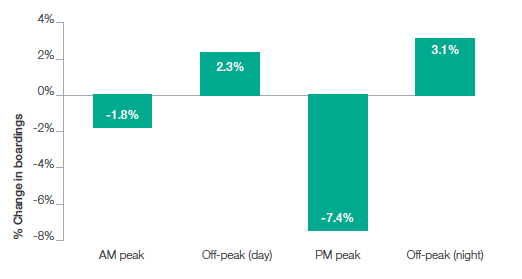 4%
2%
0%
-2%
-4%
-6%
-8%
% Change in boardings
-1.8%
2.3%
-7.4%
3.1%
AM peak
Off-peak (day)
PM peak
Off-peak (night)